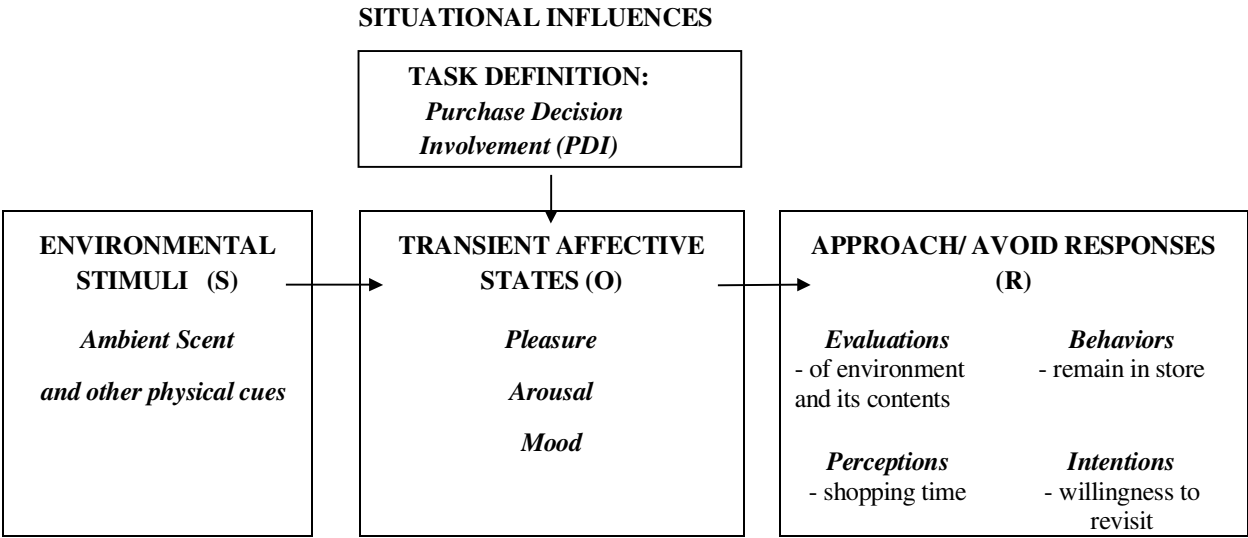 SITUATIONAL INFLUENCES
TASK DEFINITION:
Purchase Decision
Involvement (PDI)
ENVIRONMENTAL
STIMULI (S)
Ambient Scent
and other physical cues
TRANSIENT AFFECTIVE
STATES (O)
Pleasure
Arousal
Mood
APPROACH/ AVOID RESPONSES
(R)
Evaluations
- of environment
and its contents
Behaviors
- remain in store
Perceptions
- shopping time
Intentions
- willingness to
revisit